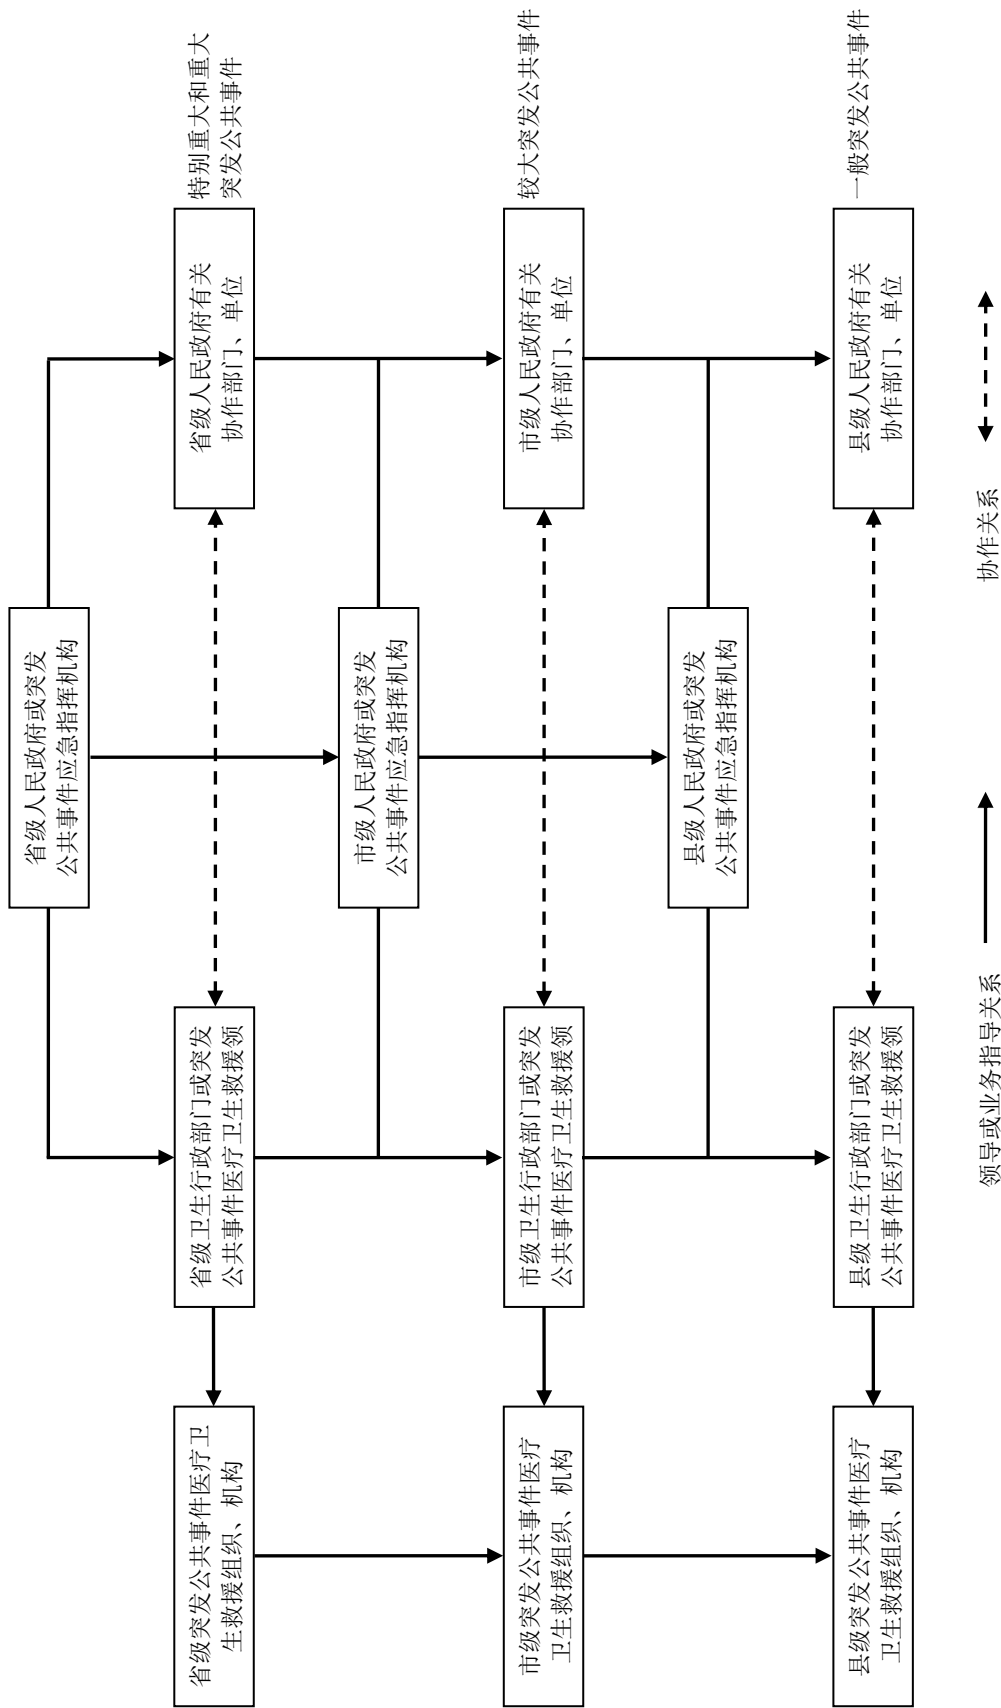 省级人民政府或突发
公共事件应急指挥机构
省级突发公共事件医疗卫
生救援组织、机构
省级卫生行政部门或突发
公共事件医疗卫生救援领
省级人民政府有关
协作部门、单位
特别重大和重大
突发公共事件
市级人民政府或突发
公共事件应急指挥机构
市级突发公共事件医疗
卫生救援组织、机构
市级卫生行政部门或突发
公共事件医疗卫生救援领
市级人民政府有关
协作部门、单位
较大突发公共事件
县级人民政府或突发
公共事件应急指挥机构
县级突发公共事件医疗
卫生救援组织、机构
县级卫生行政部门或突发
公共事件医疗卫生救援领
县级人民政府有关
协作部门、单位
一般突发公共事件
领导或业务指导关系
协作关系